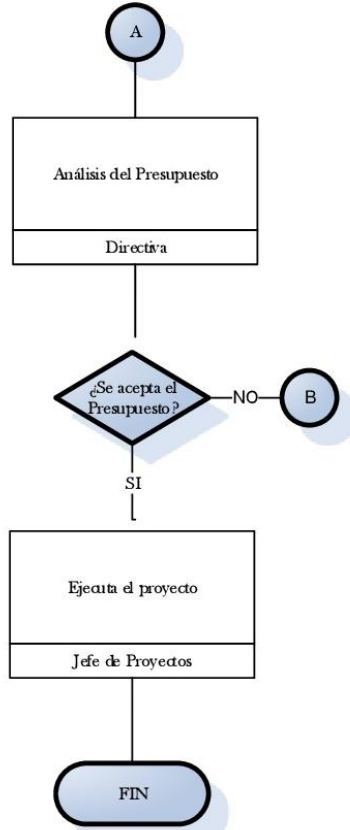 A
Análisis del Presupuesto
Directiva
¿Se acepta el
Presupuesto?
NO
B
SI
Ejecuta el proyecto
Jefe de Proyectos
FIN